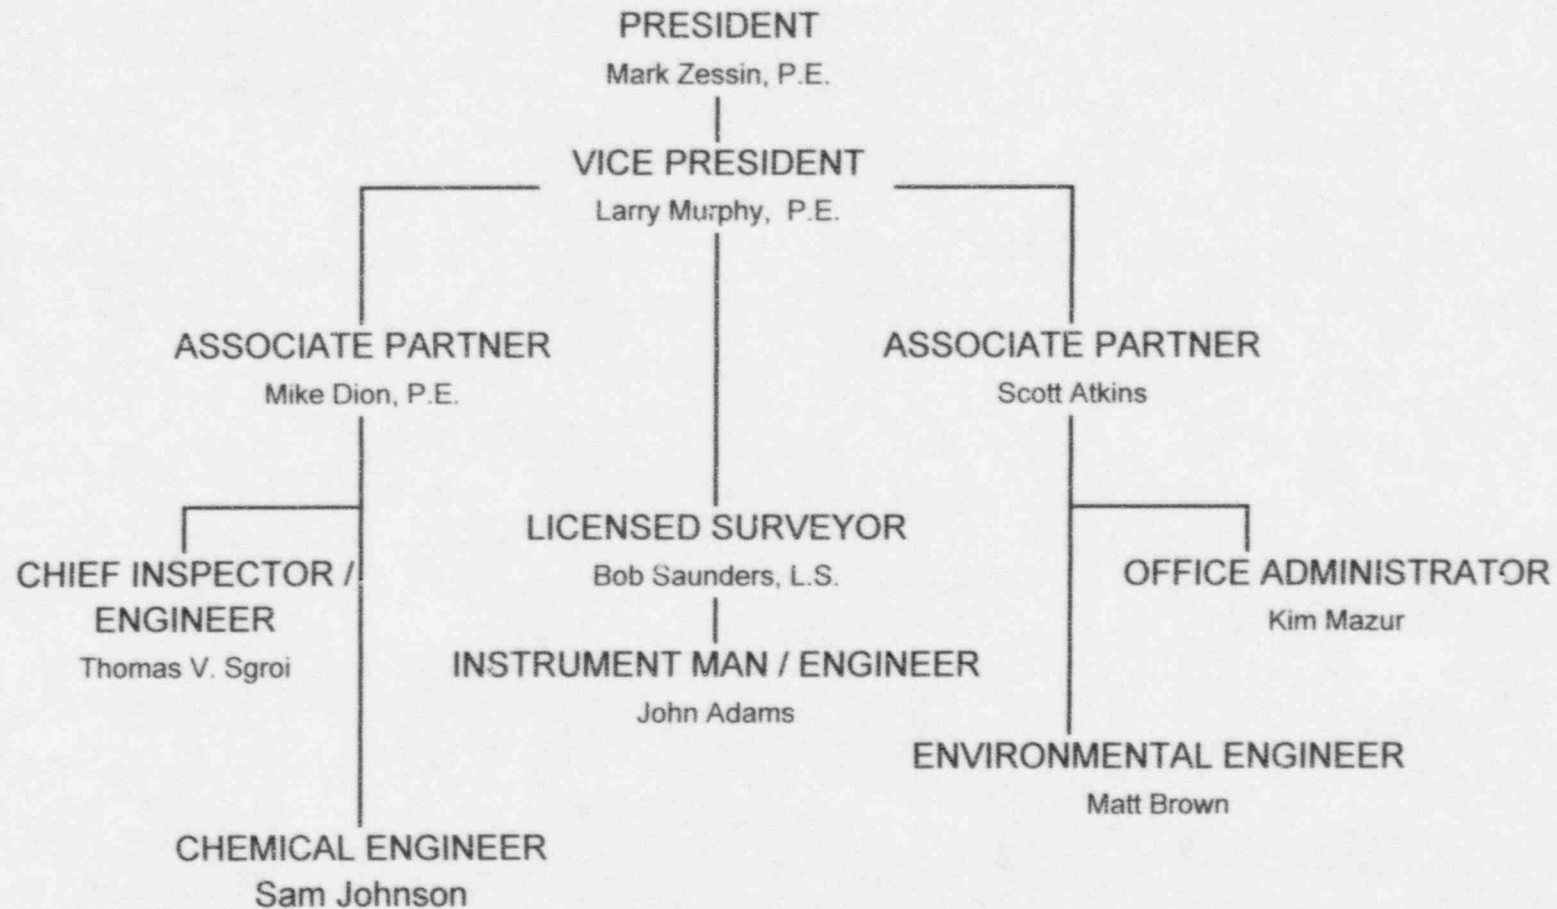 PRESIDENT
Mark Zessin, P.E.
VICE PRESIDENT
Larry Murphy, P.E.
ASSOCIATE PARTNER
Mike Dion, P.E.
ASSOCIATE PARTNER
Scott Atkins
LICENSED SURVEYOR
Bob Saunders, L.S.
CHIEF INSPECTOR /
ENGINEER
Thomas V. Sgroi
OFFICE ADMINISTRATOR
Kim Mazur
INSTRUMENT MAN / ENGINEER
John Adams
ENVIRONMENTAL ENGINEER
Matt Brown
CHEMICAL ENGINEER
Sam Johnson